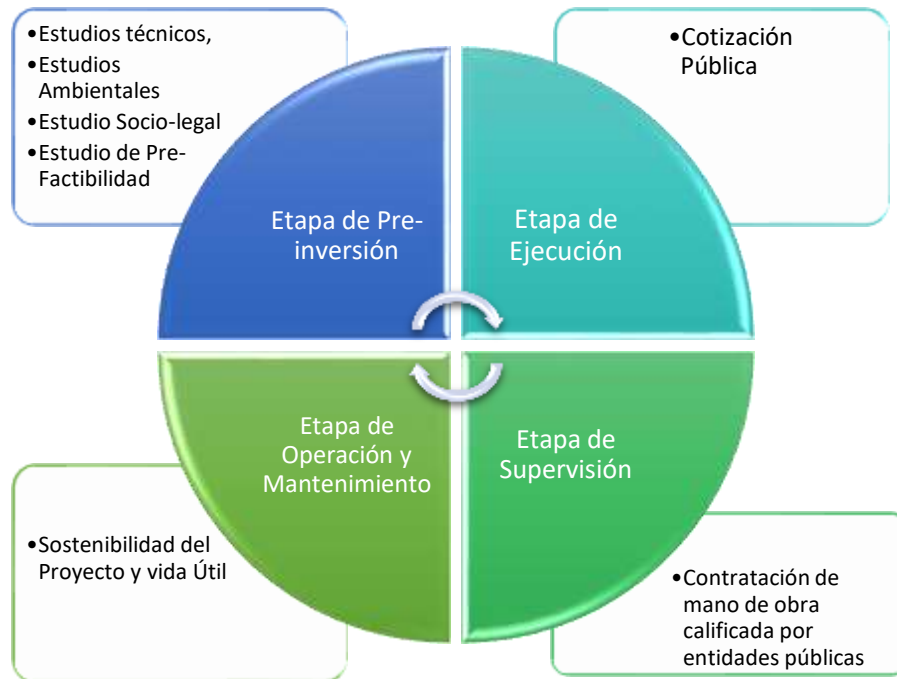 •Estudios técnicos,
•Estudios
Ambientales
•Estudio Socio-legal
•Estudio de Pre-
Factibilidad
•Cotización
Pública
Etapa de Pre-
inversión
Etapa de
Ejecución
Etapa de
Operación y
Mantenimiento
Etapa de
Supervisión
•Sostenibilidad del
Proyecto y vida Útil
•Contratación de
mano de obra
calificada por
entidades públicas